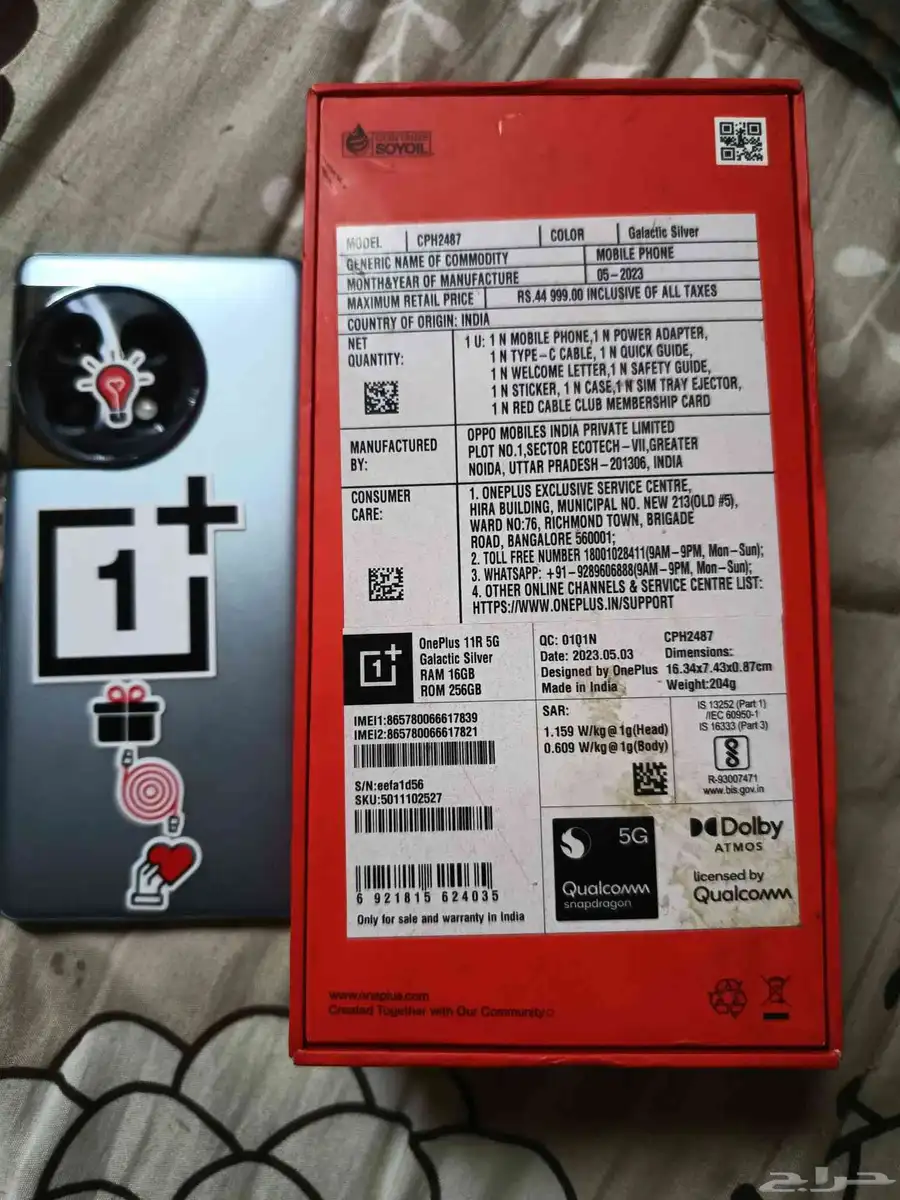 SOYOIL
MODEL CPH2487 COLOR Galactic Silver
GENERIC NAME OF COMMODITY MOBILE PHONE
MONTH&YEAR OF MANUFACTURE 05-2023
MAXIMUM RETAIL PRICE RS.44 999.00 INCLUSIVE OF ALL TAXES
COUNTRY OF ORIGIN: INDIA
NET QUANTITY:
1 U: 1 N MOBILE PHONE,1 N POWER ADAPTER,
1 N TYPE-C CABLE, 1 N QUICK GUIDE,
1 N WELCOME LETTER,1 N SAFETY GUIDE,
1 N STICKER, 1 N CASE,1 N SIM TRAY EJECTOR,
1 N RED CABLE CLUB MEMBERSHIP CARD
MANUFACTURED BY:
OPPO MOBILES INDIA PRIVATE LIMITED
PLOT NO.1,SECTOR ECOTECH-VII,GREATER
NOIDA, UTTAR PRADESH-201306, INDIA
CONSUMER CARE:
1. ONEPLUS EXCLUSIVE SERVICE CENTRE,
HIRA BUILDING, MUNICIPAL NO. NEW 213(OLD #5),
WARD NO:76, RICHMOND TOWN, BRIGADE
ROAD, BANGALORE 560001;
2. TOLL FREE NUMBER 18001028411(9AM-9PM, Mon-Sun);
3. WHATSAPP: +91-9289606888(9AM-9PM, Mon-Sun);
4. OTHER ONLINE CHANNELS & SERVICE CENTRE LIST:
HTTPS://WWW.ONEPLUS.IN/SUPPORT
1+
1+
OnePlus 11R 5G
Galactic Silver
RAM 16GB
ROM 256GB
QC: 01Q1N
Date: 2023.05.03
Designed by OnePlus
Made in India
CPH2487
Dimensions:
16.34x7.43x0.87cm
Weight:204g
IMEI1:865780066617839
IMEI2:865780066617821
S/N:eefa1d56
SKU:5011102527
6 921815 624035
Only for sale and warranty in India
SAR:
1.159 W/kg@1g(Head)
0.609 W/kg@1g(Body)
IS 13252 (Part 1)
/IEC 60950-1
IS 16333 (Part 3)
R-93007471
www.bis.gov.in
5G
Qualcomm
snapdragon
Dolby
ATMOS
licensed by
Qualcomm
www.oneplus.com
Created Together with Our Community
حراج